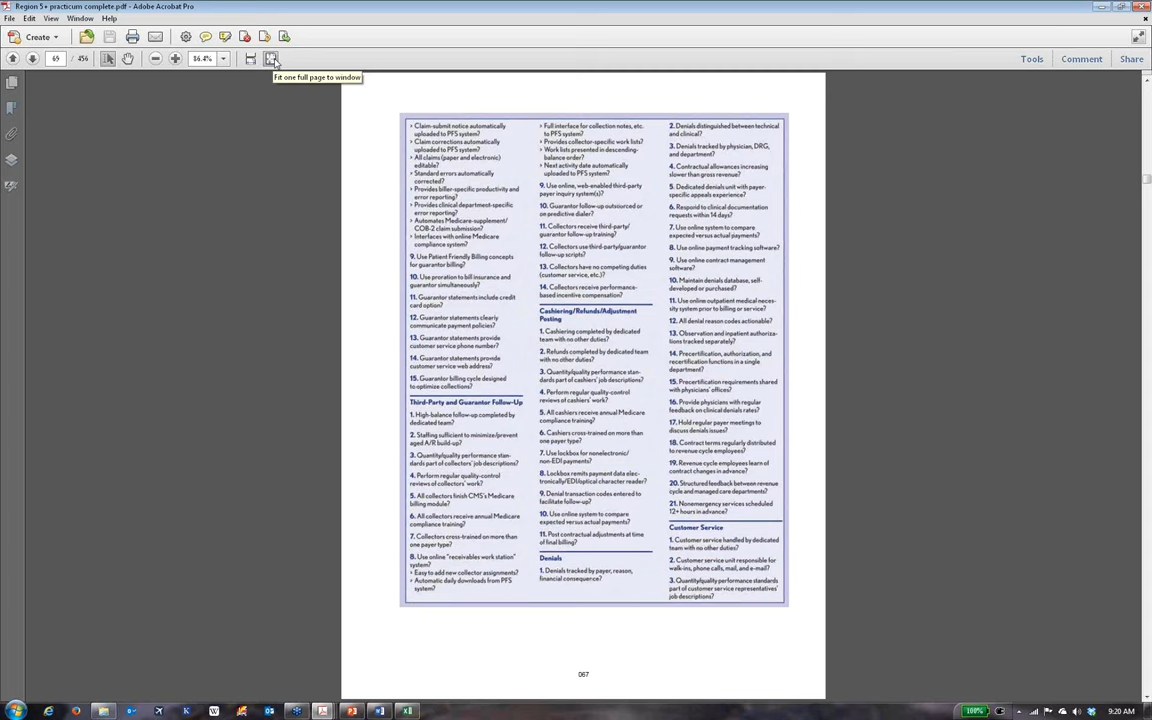 Region 5+ practicum complete.pdf - Adobe Acrobat Pro
File Edit View Window Help
Create
69 / 456
86.4%
Tools Comment Share
Fit one full page to window
> Claim-submit notice automatically
uploaded to PFS system?
> Claim corrections automatically
uploaded to PFS system?
> All claims (paper and electronic)
editable?
> Standard errors automatically
corrected?
> Provides biller-specific productivity and
error reporting?
> Provides clinical department-specific
error reporting?
> Automates Medicare-supplement/
COB-2 claim submission?
> Interfaces with online Medicare
compliance system?
9. Use Patient Friendly Billing concepts
for guarantor billing?
10. Use proration to bill insurance and
guarantor simultaneously?
11. Guarantor statements include credit
card option?
12. Guarantor statements clearly
communicate payment policies?
13. Guarantor statements provide
customer service phone number?
14. Guarantor statements provide
customer service web address?
15. Guarantor billing cycle designed
to optimize collections?
Third-Party and Guarantor Follow-Up
1. High-balance follow-up completed by
dedicated team?
2. Staffing sufficient to minimize/prevent
aged A/R build-up?
3. Quantity/quality performance stan-
dards part of collectors' job descriptions?
4. Perform regular quality-control
reviews of collectors' work?
5. All collectors finish CMS's Medicare
billing module?
6. All collectors receive annual Medicare
compliance training?
7. Collectors cross-trained on more than
one payer type?
8. Use online "receivables work station"
system?
> Easy to add new collector assignments?
> Automatic daily downloads from PFS
system?
> Full interface for collection notes, etc.
to PFS system?
> Provides collector-specific work lists?
> Work lists presented in descending-
balance order?
> Next activity date automatically
uploaded to PFS system?
9. Use online, web-enabled third-party
payer inquiry system(s)?
10. Guarantor follow-up outsourced or
on predictive dialer?
11. Collectors receive third-party/
guarantor follow-up training?
12. Collectors use third-party/guarantor
follow-up scripts?
13. Collectors have no competing duties
(customer service, etc.)?
14. Collectors receive performance-
based incentive compensation?
Cashiering/Refunds/Adjustment
Posting
1. Cashiering completed by dedicated
team with no other duties?
2. Refunds completed by dedicated team
with no other duties?
3. Quantity/quality performance stan-
dards part of cashiers' job descriptions?
4. Perform regular quality-control
reviews of cashiers' work?
5. All cashiers receive annual Medicare
compliance training?
6. Cashiers cross-trained on more than
one payer type?
7. Use lockbox for nonelectronic/
non-EDI payments?
8. Lockbox remits payment data elec-
tronically/EDI/optical character reader?
9. Denial transaction codes entered to
facilitate follow-up?
10. Use online system to compare
expected versus actual payments?
11. Post contractual adjustments at time
of final billing?
Denials
1. Denials tracked by payer, reason,
financial consequence?
2. Denials distinguished between technical
and clinical?
3. Denials tracked by physician, DRG,
and department?
4. Contractual allowances increasing
slower than gross revenue?
5. Dedicated denials unit with payer-
specific appeals experience?
6. Respond to clinical documentation
requests within 14 days?
7. Use online system to compare
expected versus actual payments?
8. Use online payment tracking software?
9. Use online contract management
software?
10. Maintain denials database, self-
developed or purchased?
11. Use online outpatient medical neces-
sity system prior to billing or service?
12. All denial reason codes actionable?
13. Observation and inpatient authoriza-
tions tracked separately?
14. Precertification, authorization, and
recertification functions in a single
department?
15. Precertification requirements shared
with physicians' offices?
16. Provide physicians with regular
feedback on clinical denials rates?
17. Hold regular payer meetings to
discuss denials issues?
18. Contract terms regularly distributed
to revenue cycle employees?
19. Revenue cycle employees learn of
contract changes in advance?
20. Structured feedback between revenue
cycle and managed care departments?
21. Nonemergency services scheduled
12+ hours in advance?
Customer Service
1. Customer service handled by dedicated
team with no other duties?
2. Customer service unit responsible for
walk-ins, phone calls, mail, and e-mail?
3. Quantity/quality performance standards
part of customer service representatives'
job descriptions?
067
100%
9:20 AM